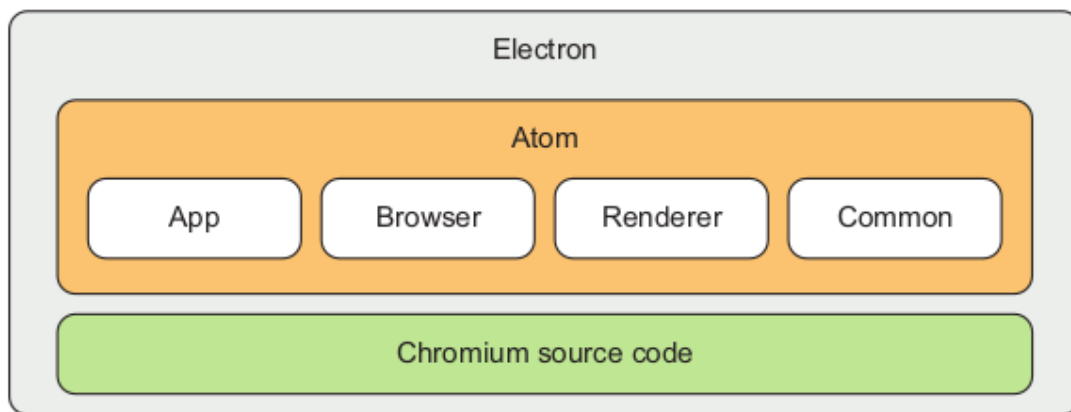 Electron
Atom
App
Browser
Renderer
Common
Chromium source code